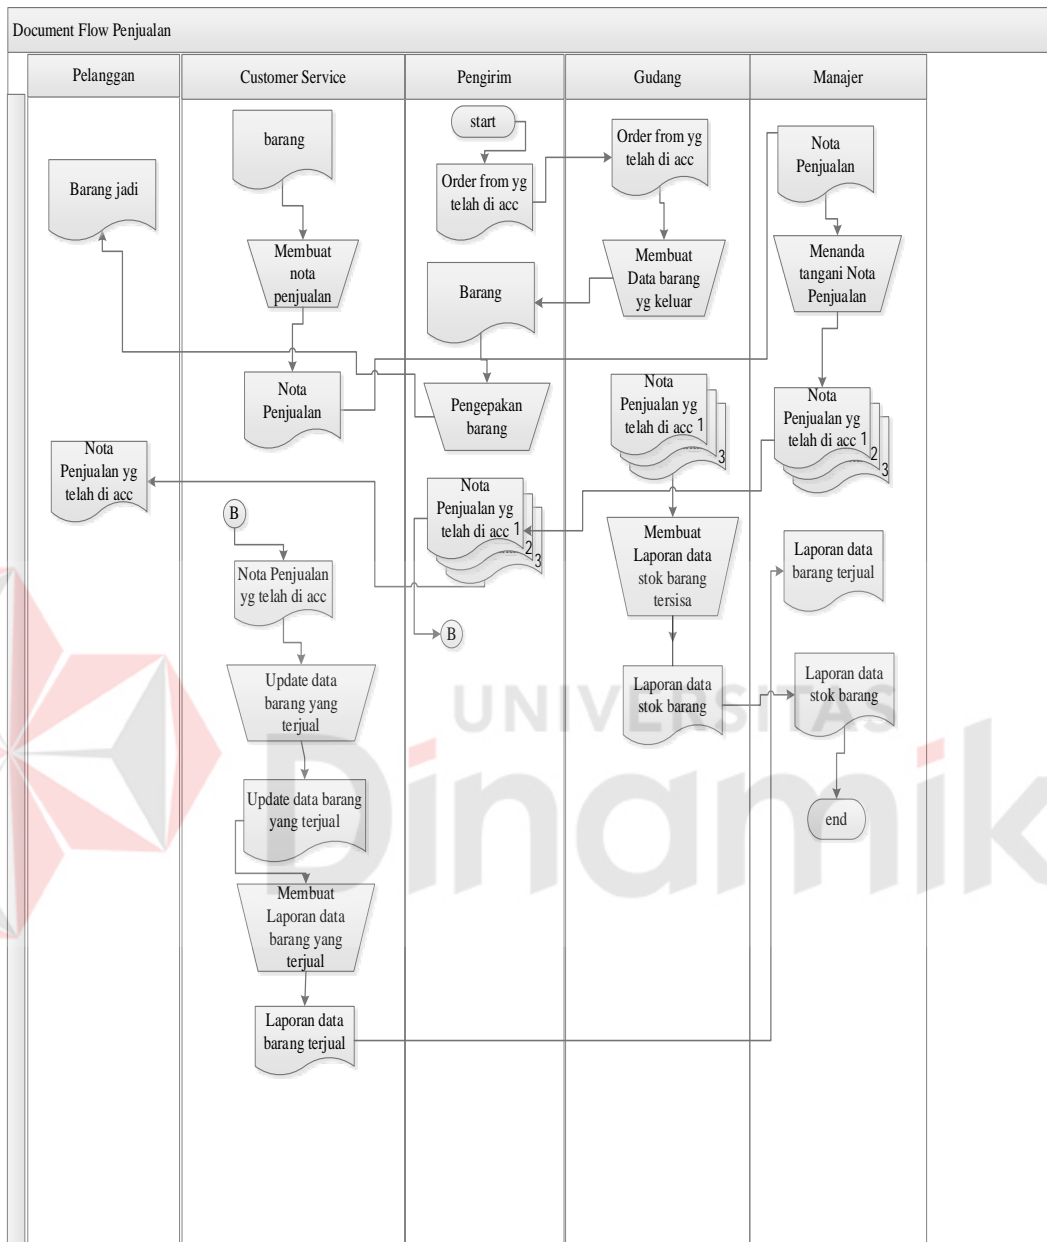 Document Flow Penjualan
Pelanggan
Customer Service
Pengirim
Gudang
Manajer
Barang jadi
Nota
Penjualan yg
telah di acc
barang
Membuat
nota
penjualan
Nota
Penjualan
B
Nota Penjualan
yg telah di acc
Update data
barang yang
terjual
Update data barang
yang terjual
Membuat
Laporan data
barang yang
terjual
Laporan data
barang terjual
start
Order from yg
telah di acc
Barang
Pengepakan
barang
Nota
Penjualan yg
telah di acc 1
2
3
B
Order from yg
telah di acc
Membuat
Data barang
yg keluar
Nota
Penjualan yg
telah di acc 1
3
Membuat
Laporan data
stok barang
tersisa
Laporan data
stok barang
Nota
Penjualan
Menanda
tangani Nota
Penjualan
Nota
Penjualan yg
telah di acc 1
2
3
Laporan data
barang terjual
Laporan data
stok barang
end
UNIVERSITAS
Dinamik